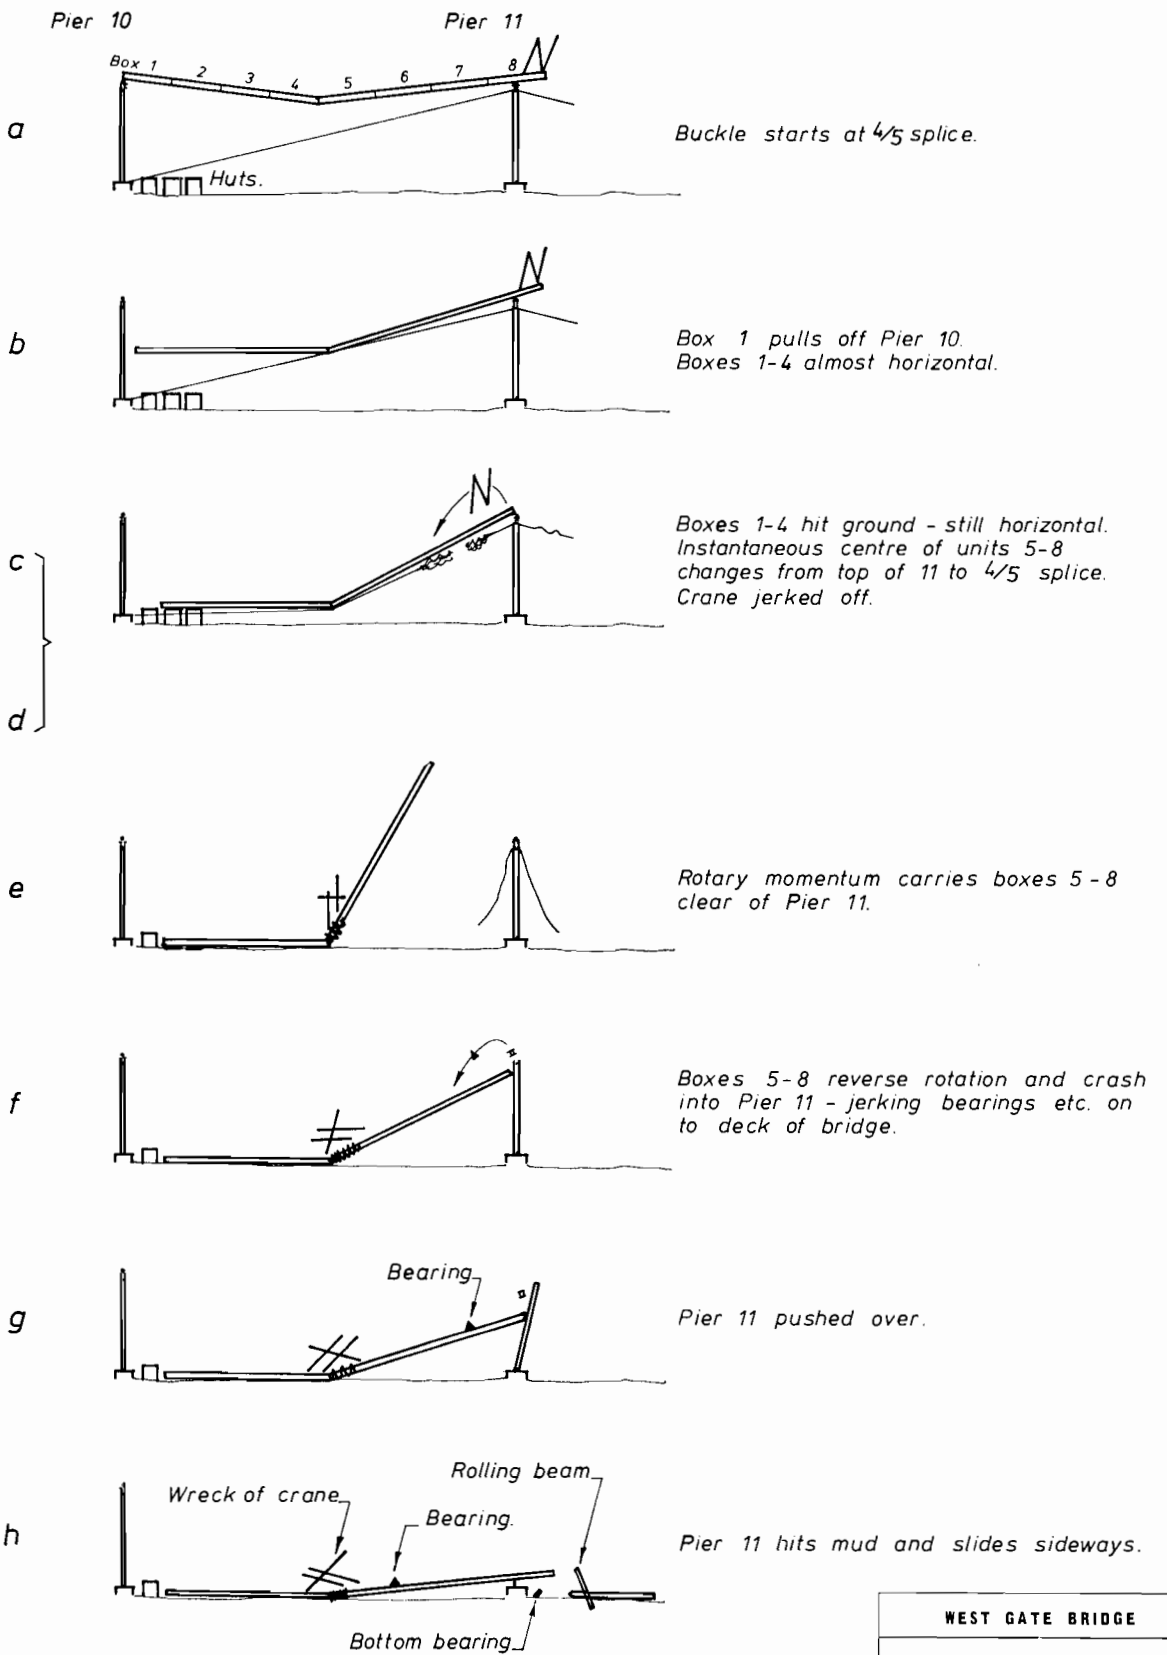 Pier 10 Pier 11
Box 1 2 3 4 5 6 7 8
a
Buckle starts at 4/5 splice.
Huts.
b
Box 1 pulls off Pier 10.
Boxes 1-4 almost horizontal.
c
Boxes 1-4 hit ground - still horizontal.
Instantaneous centre of units 5-8
changes from top of 11 to 4/5 splice.
Crane jerked off.
d
e
Rotary momentum carries boxes 5-8
clear of Pier 11.
f
Boxes 5-8 reverse rotation and crash
into Pier 11 - jerking bearings etc. on
to deck of bridge.
g
Bearing
Pier 11 pushed over.
h
Rolling beam
Wreck of crane
Bearing.
Pier 11 hits mud and slides sideways.
Bottom bearing
WEST GATE BRIDGE